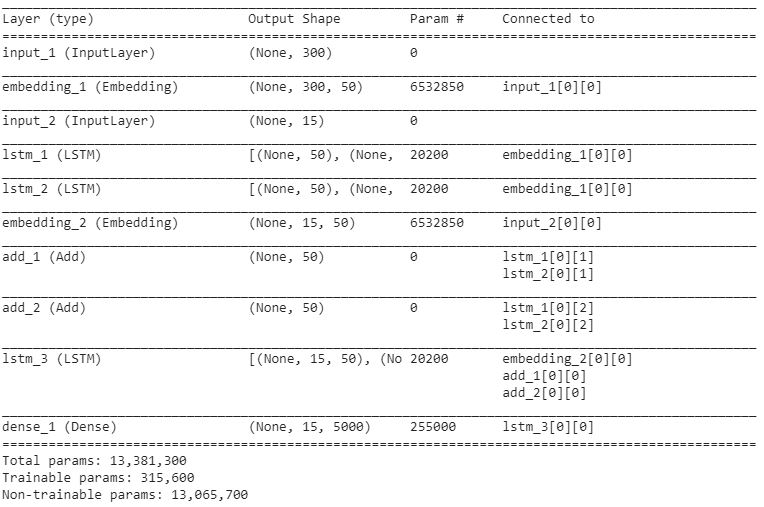 Layer (type)                    Output Shape         Param #     Connected to
input_1 (InputLayer)            (None, 300)          0
embedding_1 (Embedding)         (None, 300, 50)      6532850     input_1[0][0]
input_2 (InputLayer)            (None, 15)           0
lstm_1 (LSTM)                   [(None, 50), (None,  20200       embedding_1[0][0]
lstm_2 (LSTM)                   [(None, 50), (None,  20200       embedding_1[0][0]
embedding_2 (Embedding)         (None, 15, 50)       6532850     input_2[0][0]
add_1 (Add)                     (None, 50)           0           lstm_1[0][1]
                                                                 lstm_2[0][1]
add_2 (Add)                     (None, 50)           0           lstm_1[0][2]
                                                                 lstm_2[0][2]
lstm_3 (LSTM)                   [(None, 15, 50), (No 20200       embedding_2[0][0]
                                                                 add_1[0][0]
                                                                 add_2[0][0]
dense_1 (Dense)                 (None, 15, 5000)     255000      lstm_3[0][0]
Total params: 13,381,300
Trainable params: 315,600
Non-trainable params: 13,065,700